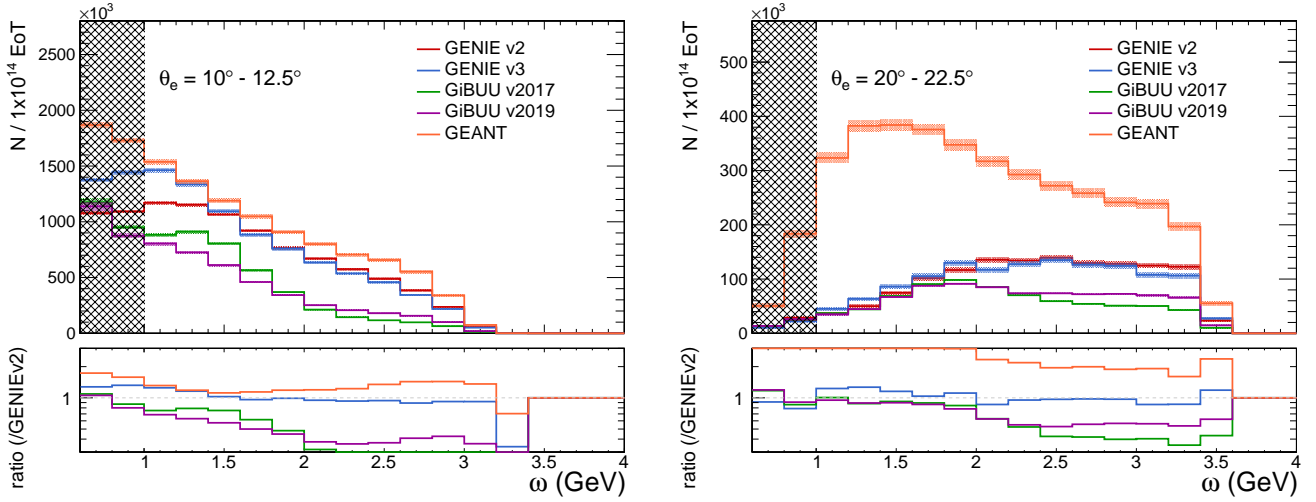 ×10³
N / 1x10¹⁴ EoT
2500
2000
1500
1000
500
0
θₑ = 10° - 12.5°
GENIE v2
GENIE v3
GiBUU v2017
GiBUU v2019
GEANT
ratio (/GENIEv2)
1
1 1.5 2 2.5 3 3.5 4
ω (GeV)
×10³
N / 1x10¹⁴ EoT
500
400
300
200
100
0
θₑ = 20° - 22.5°
GENIE v2
GENIE v3
GiBUU v2017
GiBUU v2019
GEANT
ratio (/GENIEv2)
1
1 1.5 2 2.5 3 3.5 4
ω (GeV)